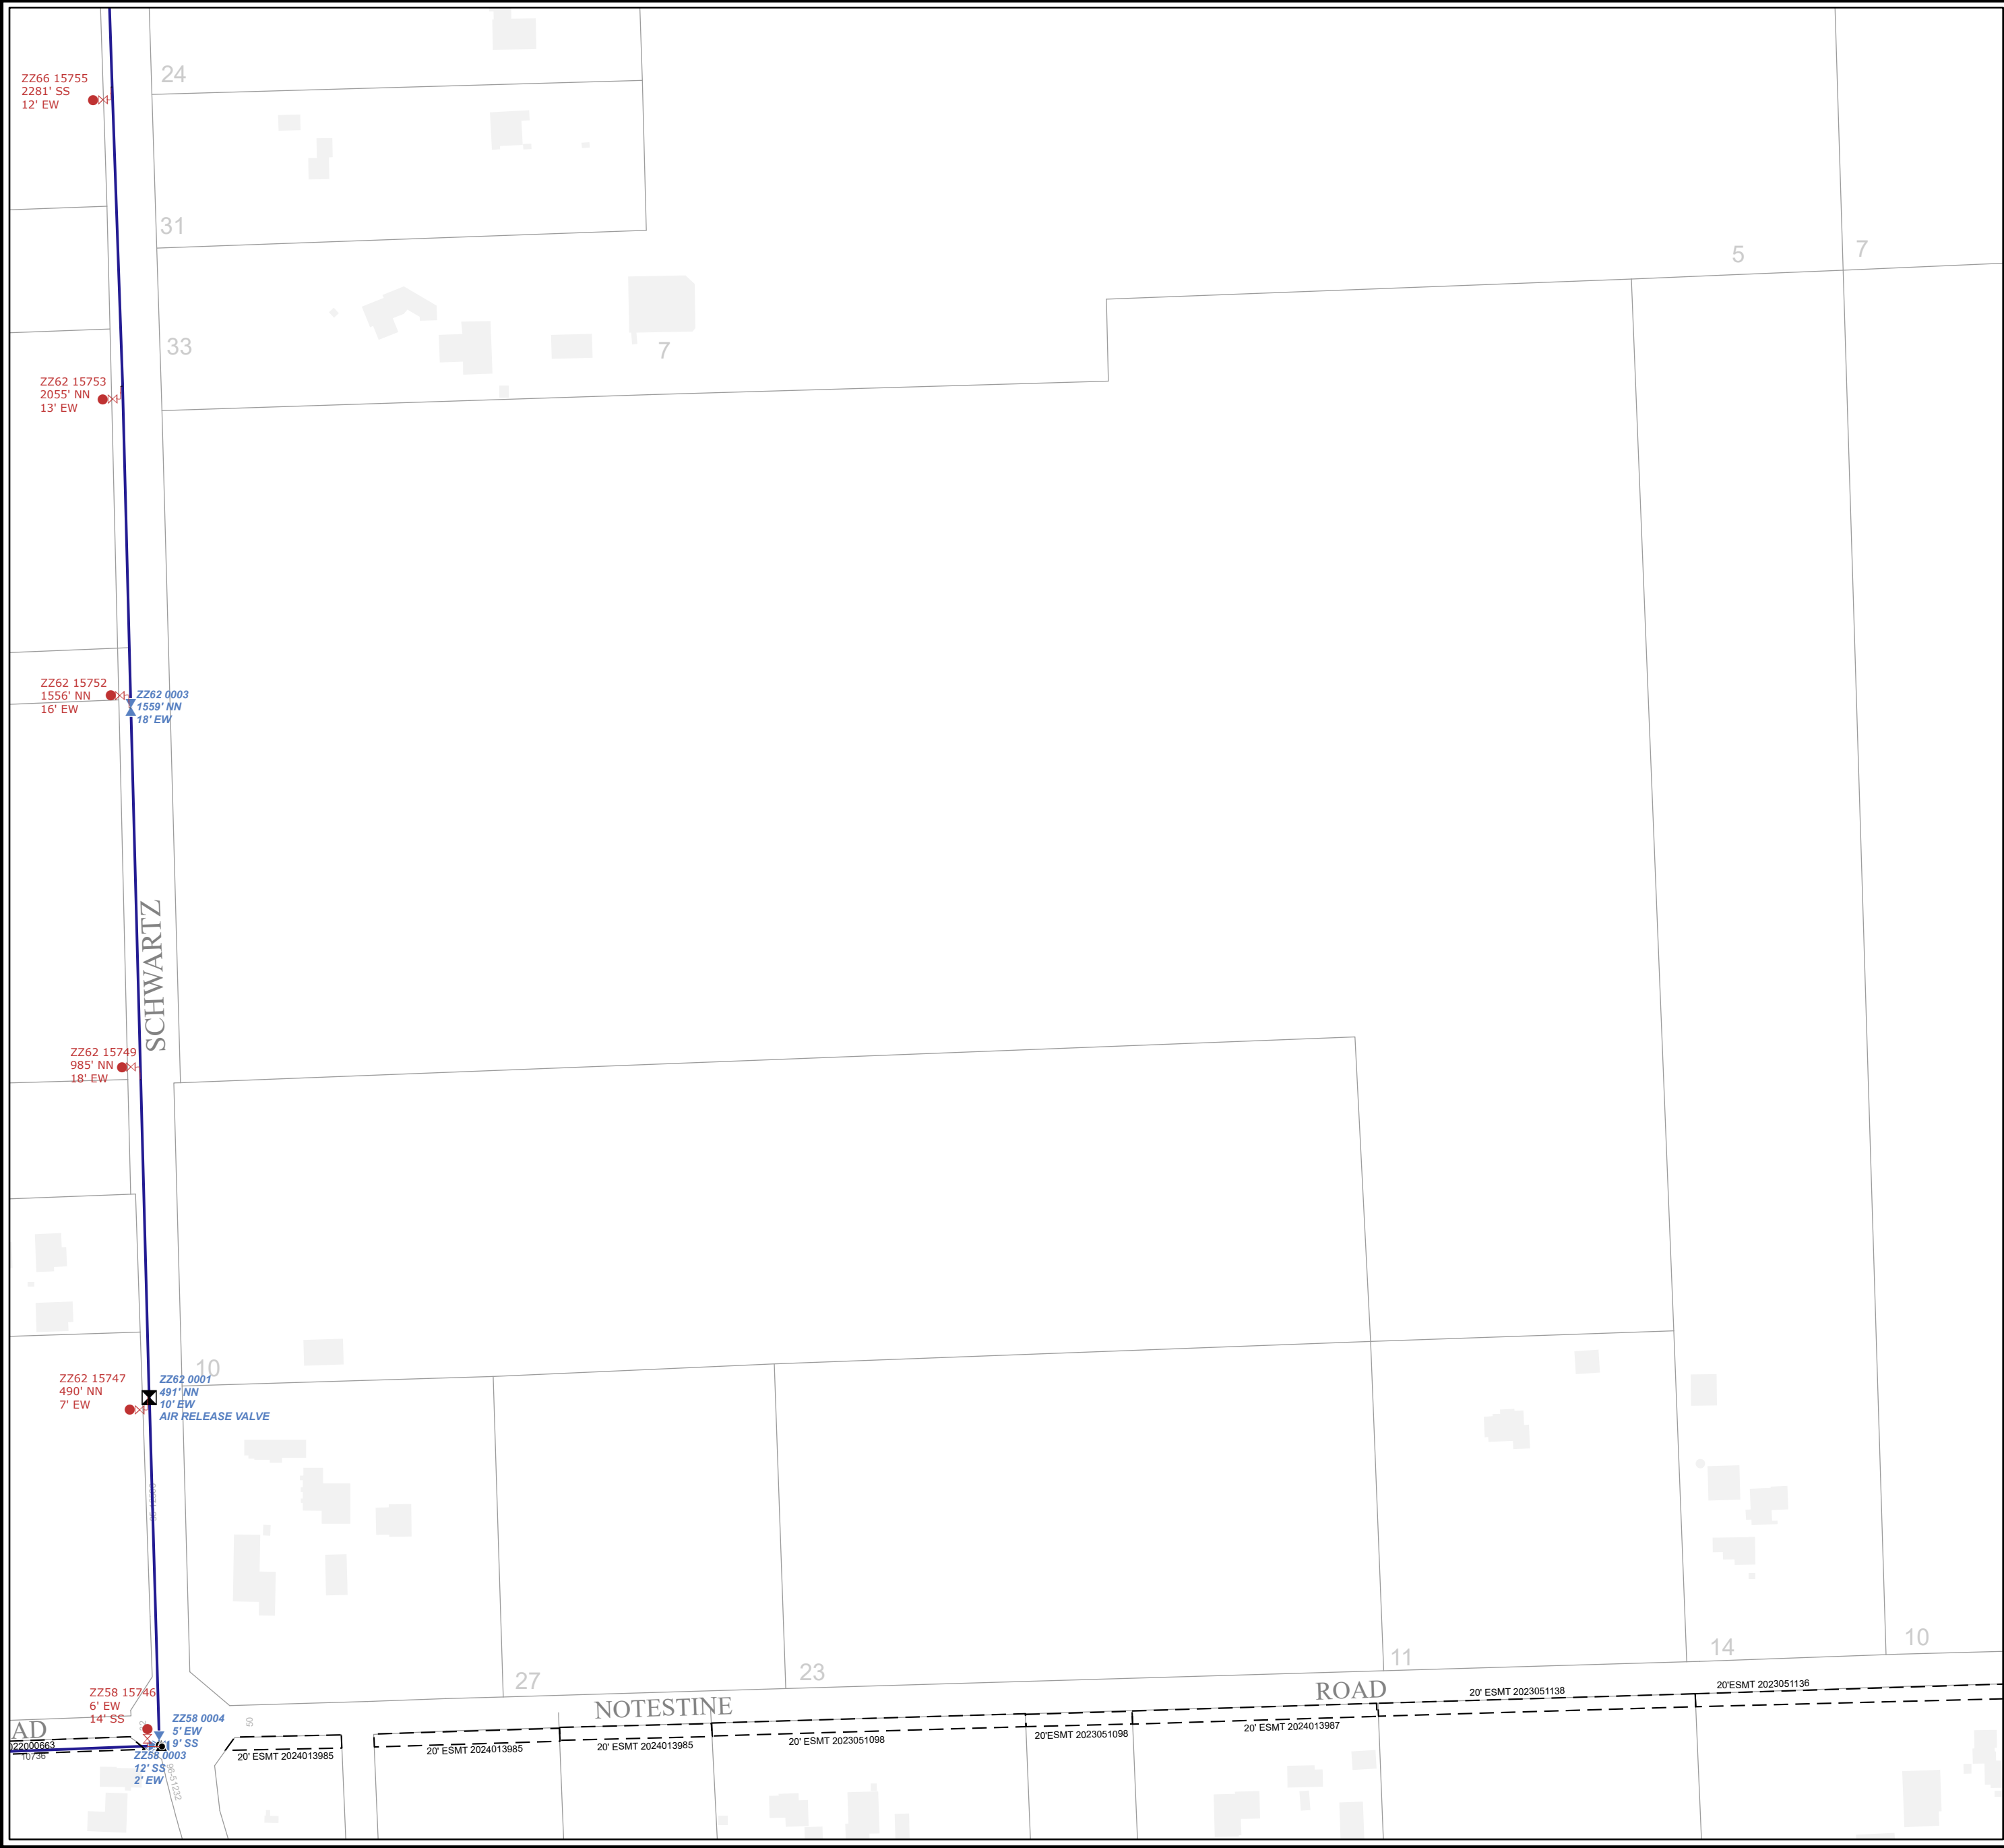 24
ZZ66 15755
2281' SS
12' EW
31
5
7
33
7
ZZ62 15753
2055' NN
13' EW
ZZ62 15752
1556' NN
16' EW
ZZ62 0003
1559' NN
18' EW
SCHWARTZ
ZZ62 15749
985' NN
18' EW
10
ZZ62 15747
490' NN
7' EW
ZZ62 0001
491' NN
10' EW
AIR RELEASE VALVE
27
23
11
14
10
NOTESTINE
ROAD
20' ESMT 2023051138
20'ESMT 2023051136
ZZ58 15746
6' EW
14' SS
ZZ58 0004
5' EW
9' SS
50
AD
022000663
10736
ZZ58 0003
12' SS
2' EW
96-51232
20' ESMT 2024013985
20' ESMT 2024013985
20' ESMT 2024013985
20' ESMT 2023051098
20'ESMT 2023051098
20' ESMT 2024013987